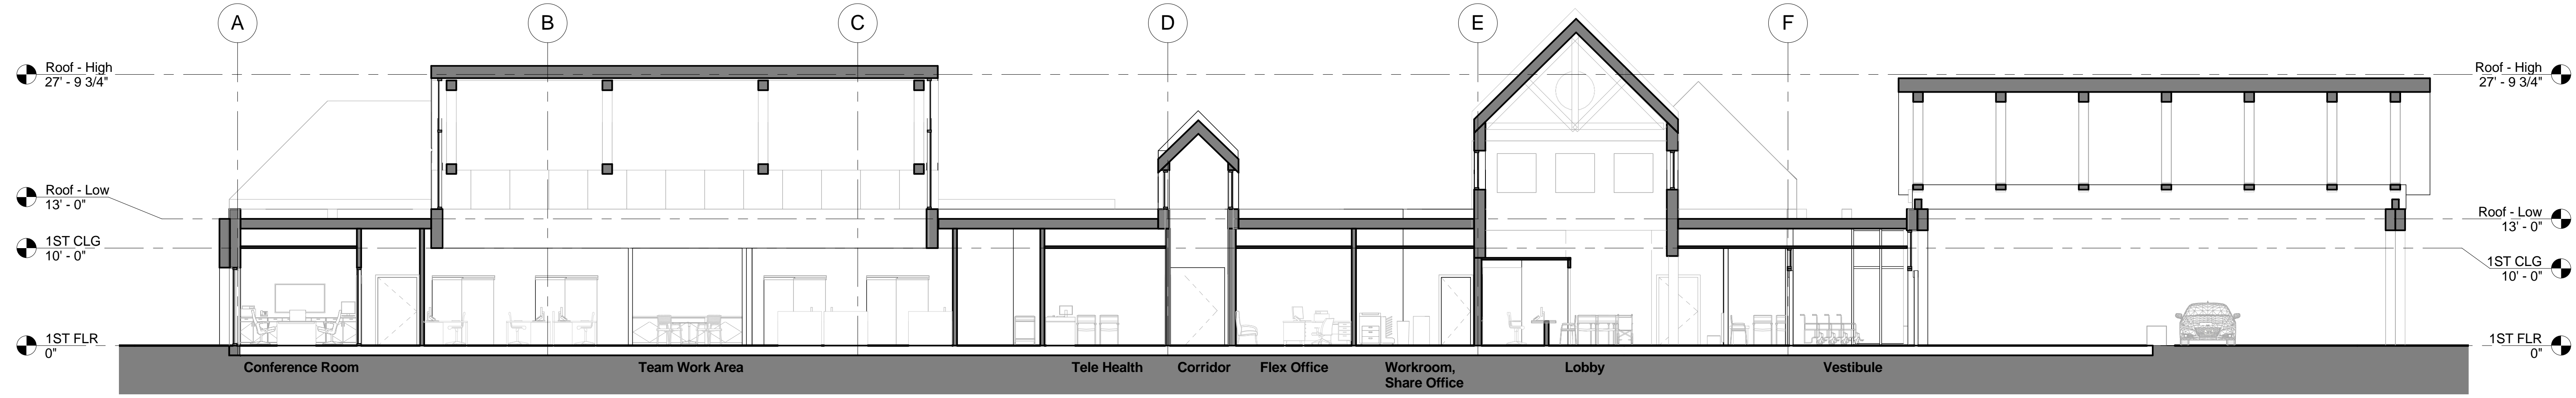 A
B
C
D
E
F
Roof - High
27' - 9 3/4"
Roof - High
27' - 9 3/4"
Roof - Low
13' - 0"
Roof - Low
13' - 0"
1ST CLG
10' - 0"
1ST CLG
10' - 0"
1ST FLR
0"
1ST FLR
0"
Conference Room
Team Work Area
Tele Health
Corridor
Flex Office
Workroom,
Share Office
Lobby
Vestibule